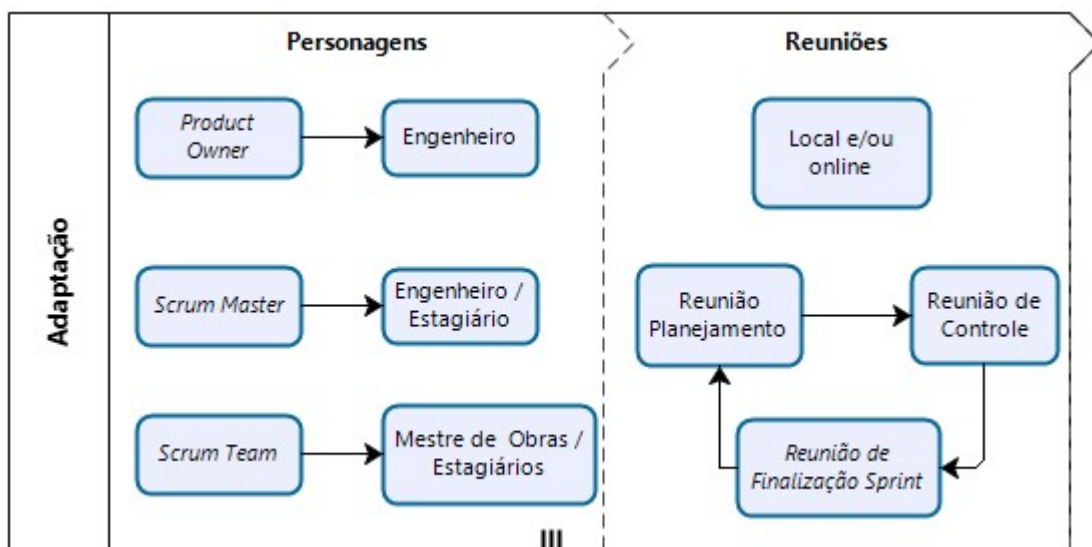 Adaptação
Personagens
Reuniões
Product
Owner
Engenheiro
Local e/ou
online
Scrum Master
Engenheiro /
Estagiário
Reunião
Planejamento
Reunião de
Controle
Scrum Team
Mestre de Obras /
Estagiários
Reunião de
Finalização Sprint